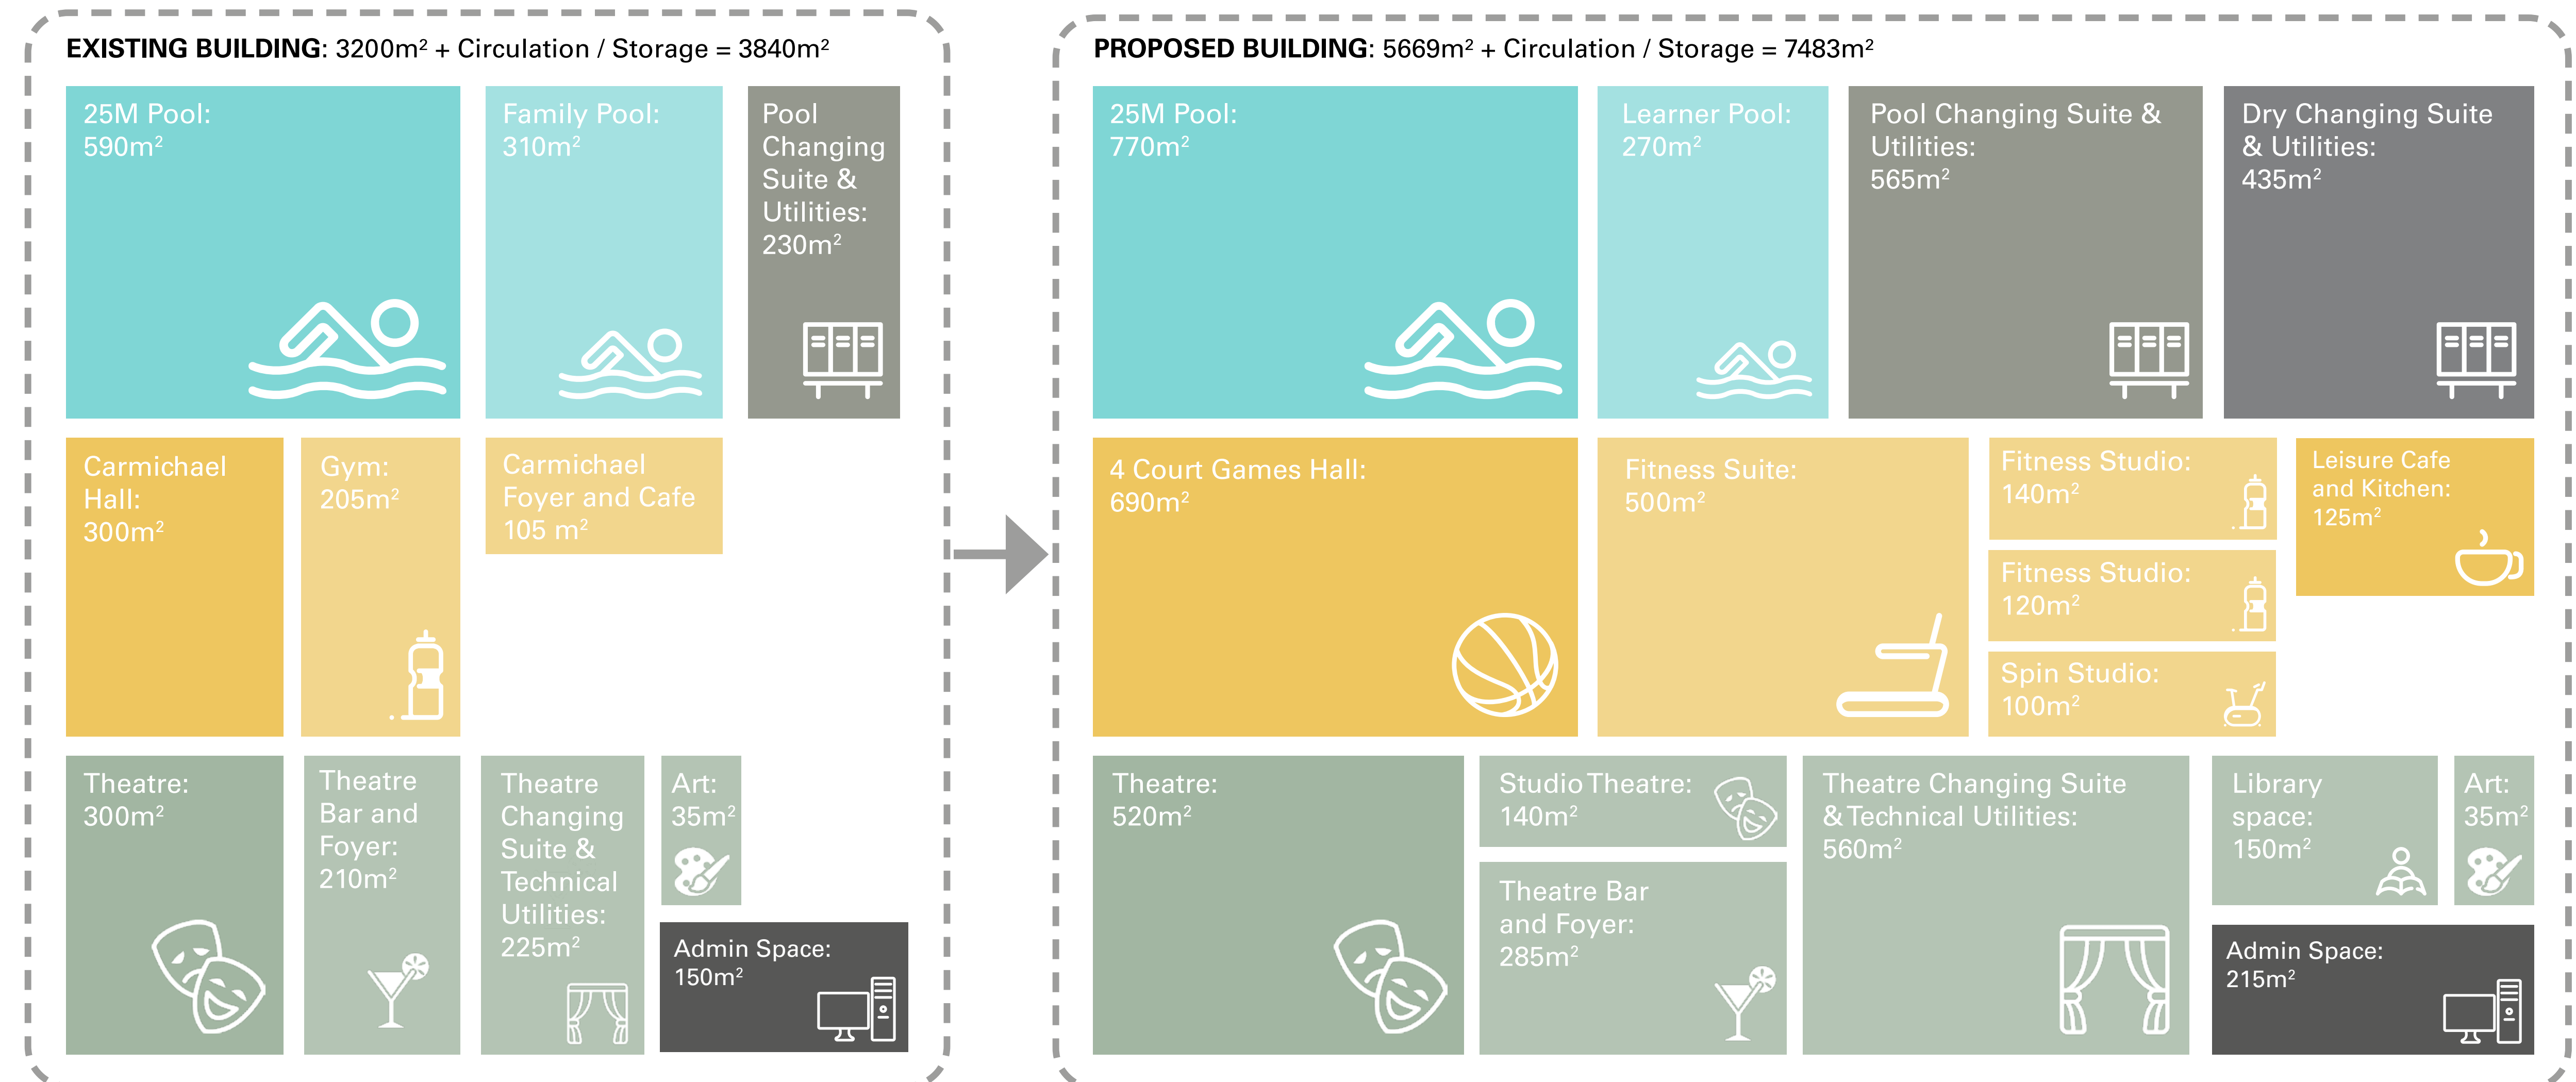 EXISTING BUILDING: 3200m² + Circulation / Storage = 3840m²
25M Pool:
590m²
Family Pool:
310m²
Pool
Changing
Suite &
Utilities:
230m²
Carmichael
Hall:
300m²
Gym:
205m²
Carmichael
Foyer and Cafe
105 m²
Theatre:
300m²
Theatre
Bar and
Foyer:
210m²
Theatre
Changing
Suite &
Technical
Utilities:
225m²
Art:
35m²
Admin Space:
150m²
PROPOSED BUILDING: 5669m² + Circulation / Storage = 7483m²
25M Pool:
770m²
Learner Pool:
270m²
Pool Changing Suite &
Utilities:
565m²
Dry Changing Suite
& Utilities:
435m²
4 Court Games Hall:
690m²
Fitness Suite:
500m²
Fitness Studio:
140m²
Fitness Studio:
120m²
Spin Studio:
100m²
Leisure Cafe
and Kitchen:
125m²
Theatre:
520m²
Studio Theatre:
140m²
Theatre Bar
and Foyer:
285m²
Theatre Changing Suite
& Technical Utilities:
560m²
Library
space:
150m²
Art:
35m²
Admin Space:
215m²